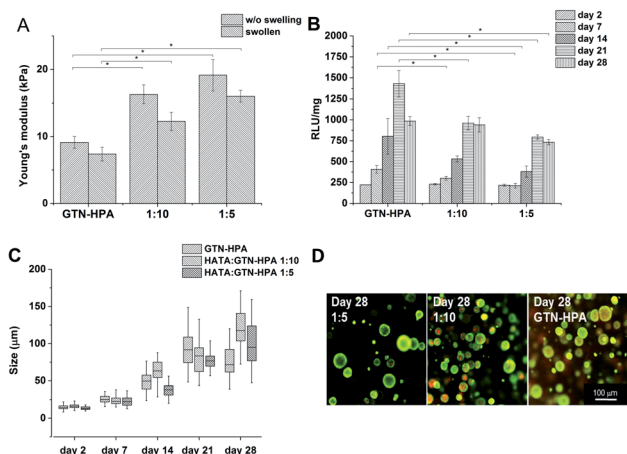 A
w/o swelling
swollen
Young's modulus (kPa)
20
10
0
GTN-HPA 1:10 1:5
* * * *
B
day 2
day 7
day 14
day 21
day 28
RLU/mg
2000
1750
1500
1250
1000
750
500
250
0
GTN-HPA 1:10 1:5
* * * * * *
C
GTN-HPA
HATA:GTN-HPA 1:10
HATA:GTN-HPA 1:5
Size (μm)
200
150
100
50
0
day 2 day 7 day 14 day 21 day 28
D
Day 28
1:5
Day 28
1:10
Day 28
GTN-HPA
100 μm